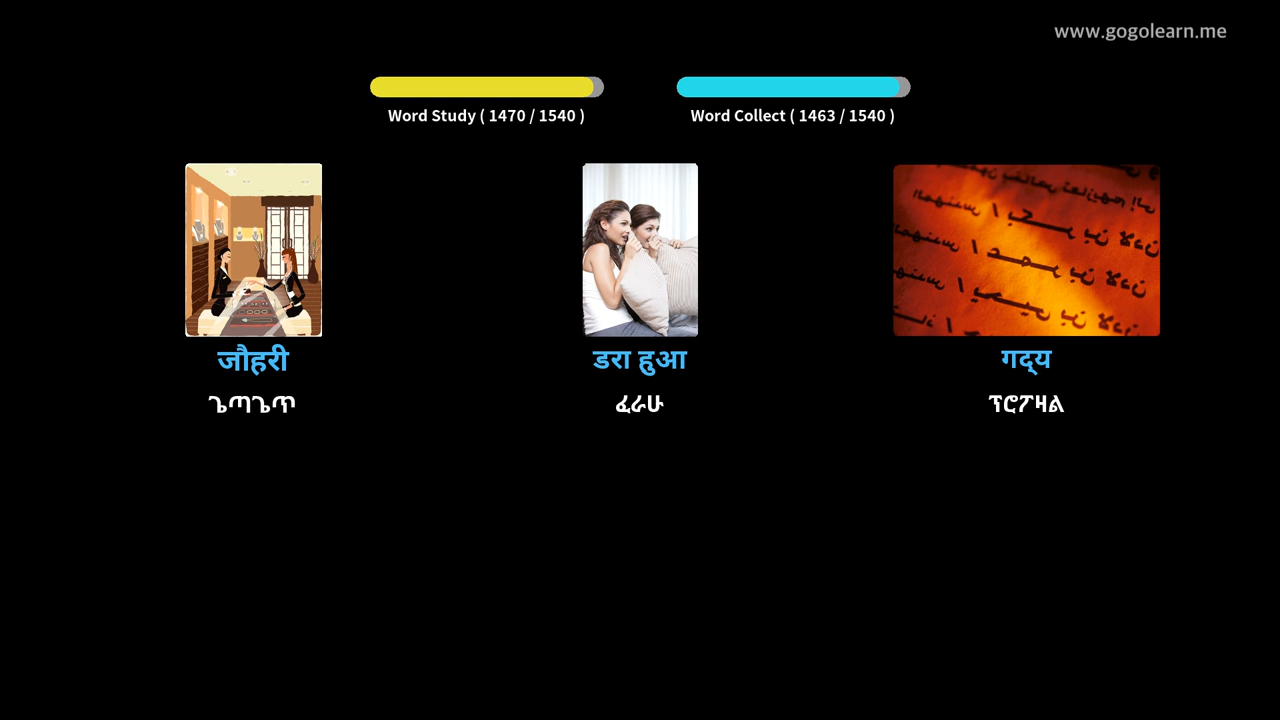 www.gogolearn.me
Word Study ( 1470 / 1540 )
Word Collect ( 1463 / 1540 )
जौहरी
डरा हुआ
गद्‌य
ጌጣጌጥ
ፈራሁ
ፕሮፖዛል